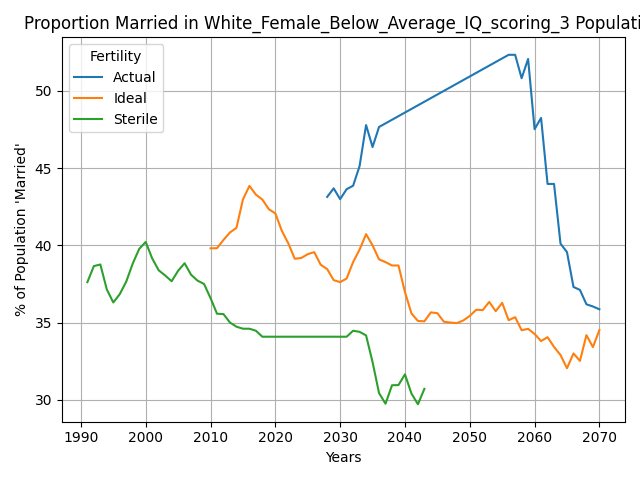 Proportion Married in White_Female_Below_Average_IQ_scoring_3 Populati
Fertility
Actual
Ideal
Sterile
% of Population 'Married'
50
45
40
35
30
1990 2000 2010 2020 2030 2040 2050 2060 2070
Years